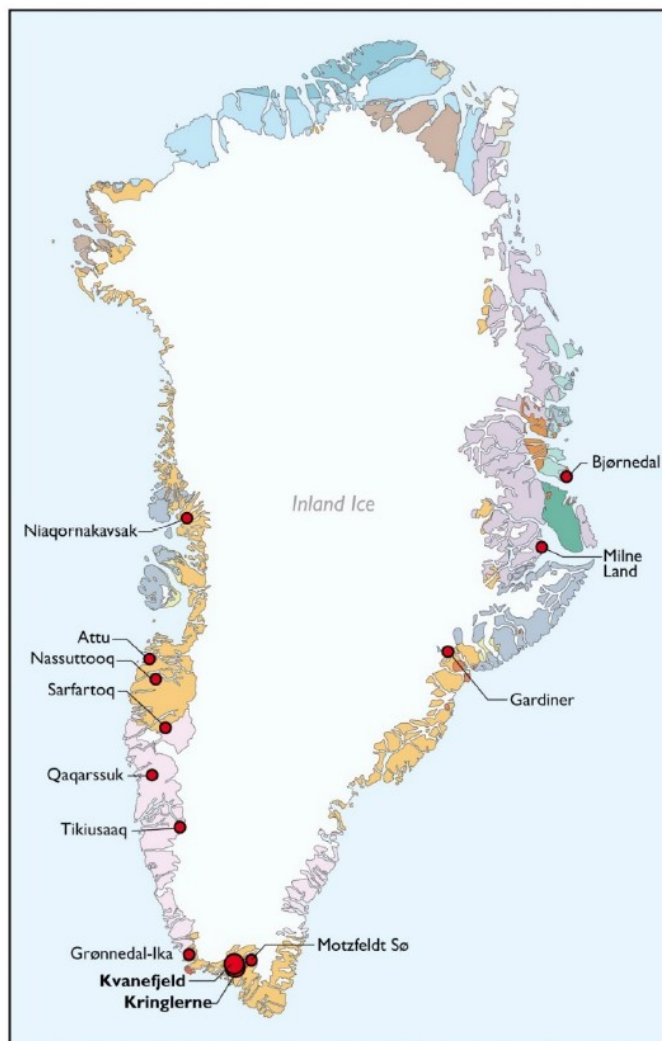 Inland Ice
Bjørnedal
Niaqornakavsak
Milne
Land
Attu
Nassuttooq
Sarfartoq
Gardiner
Qaqarssuk
Tikiusaaq
Grønnedal-Ika
Motzfeldt Sø
Kvanefjeld
Kringlerne